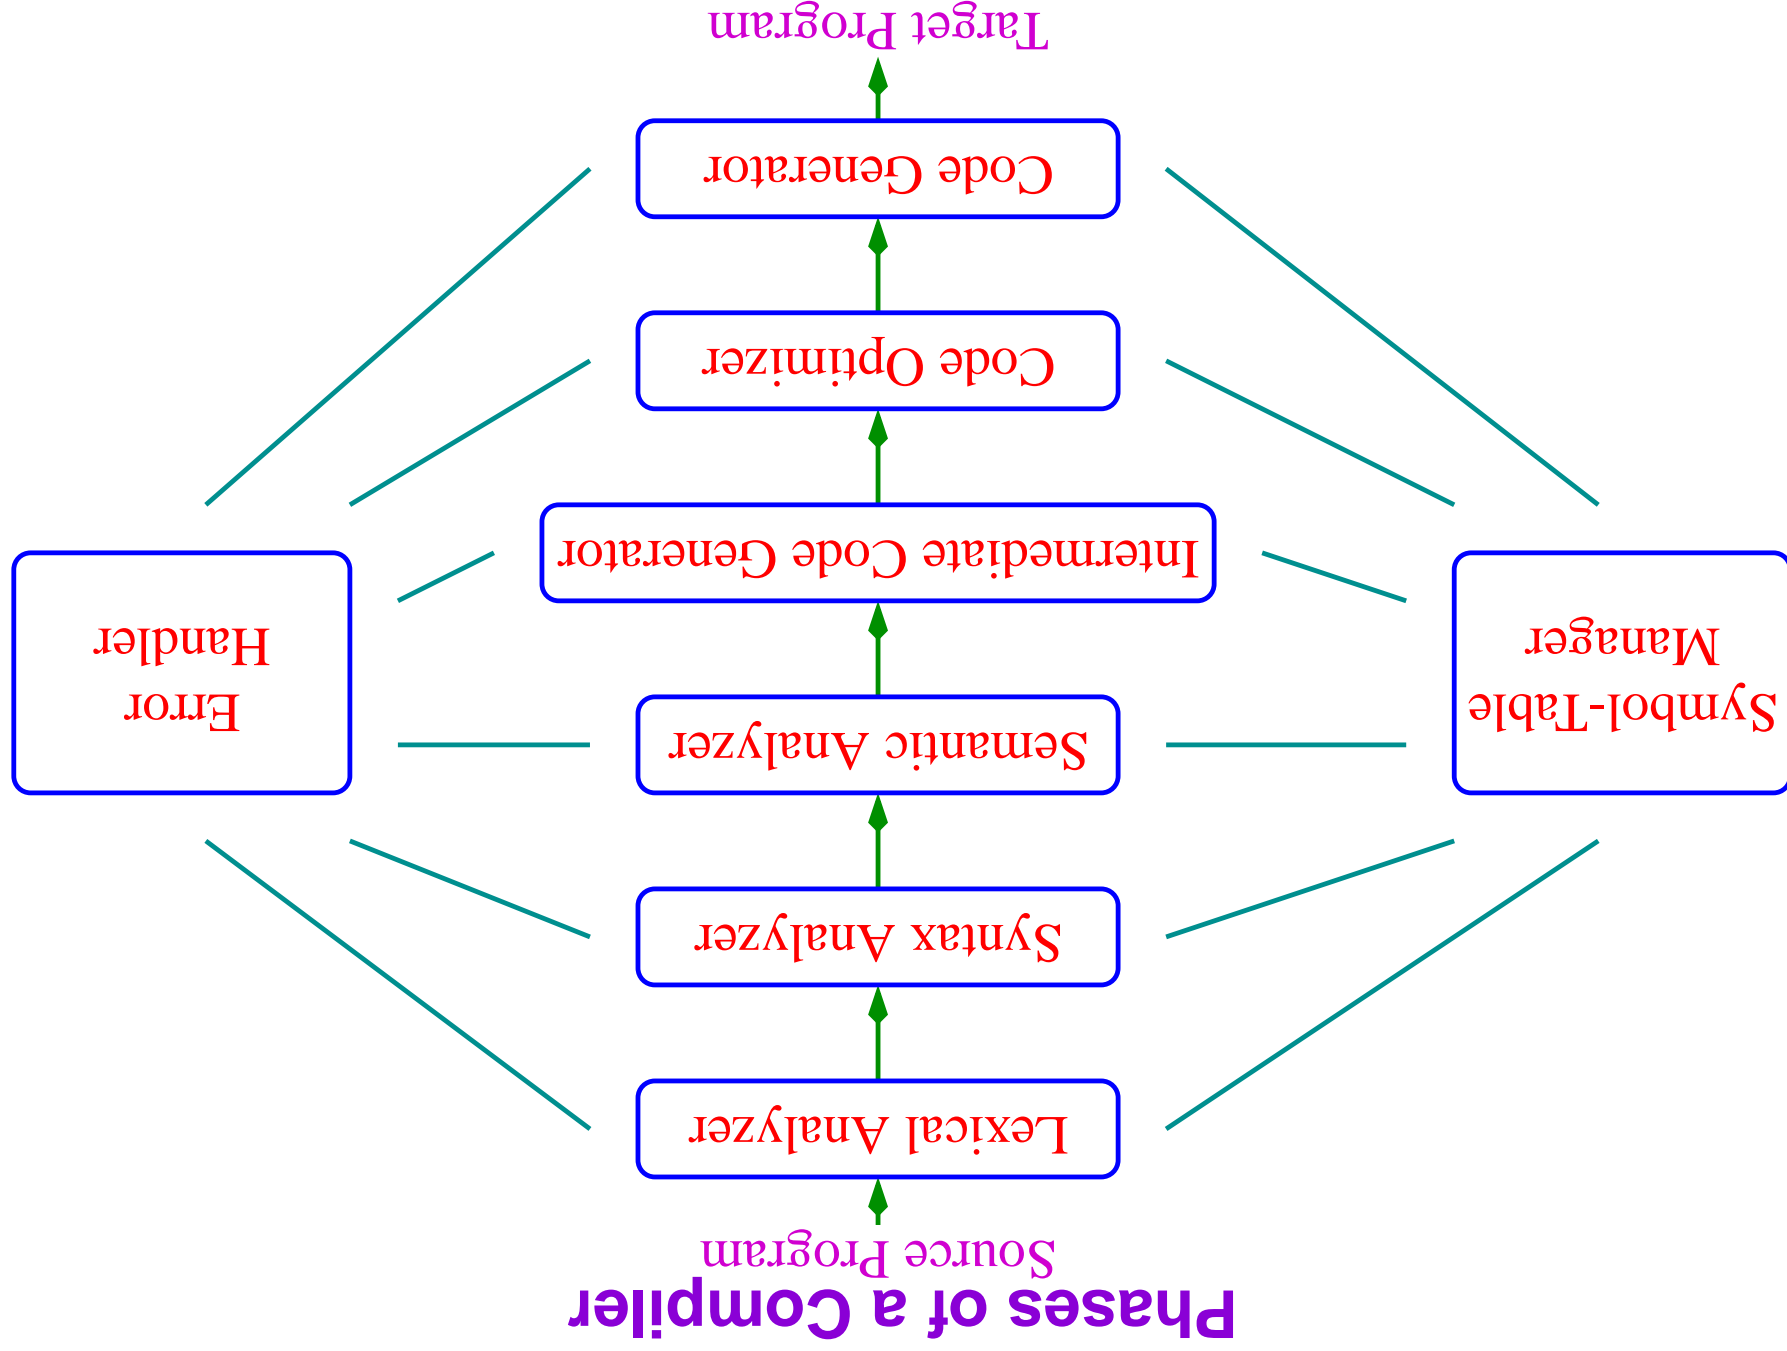 Phases of a Compiler
Source Program
Lexical Analyzer
Syntax Analyzer
Symbol-Table
Manager
Semantic Analyzer
Error
Handler
Intermediate Code Generator
Code Optimizer
Code Generator
Target Program